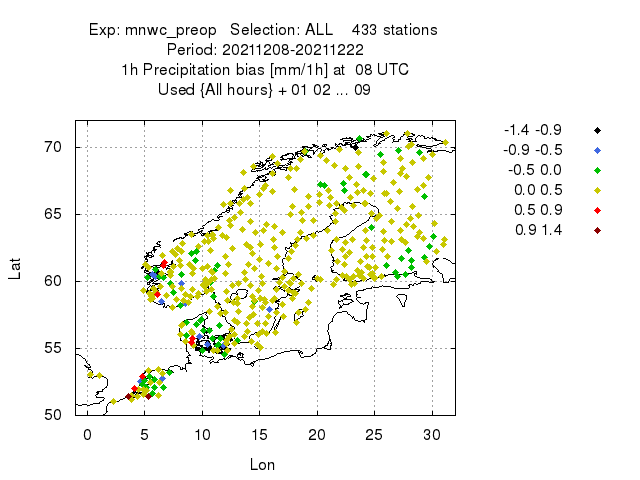 Exp: mnwc_preop Selection: ALL 433 stations
Period: 20211208-20211222
1h Precipitation bias [mm/1h] at 08 UTC
Used {All hours} + 01 02 ... 09
-1.4 -0.9
-0.9 -0.5
-0.5 0.0
0.0 0.5
0.5 0.9
0.9 1.4
Lat
70
65
60
55
50
0 5 10 15 20 25 30
Lon